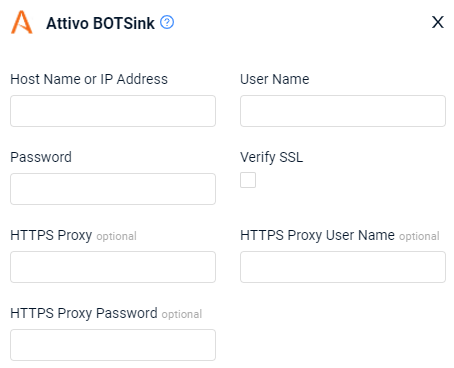 Attivo BOTSink ? X
Host Name or IP Address User Name
Password Verify SSL
HTTPS Proxy optional HTTPS Proxy User Name optional
HTTPS Proxy Password optional